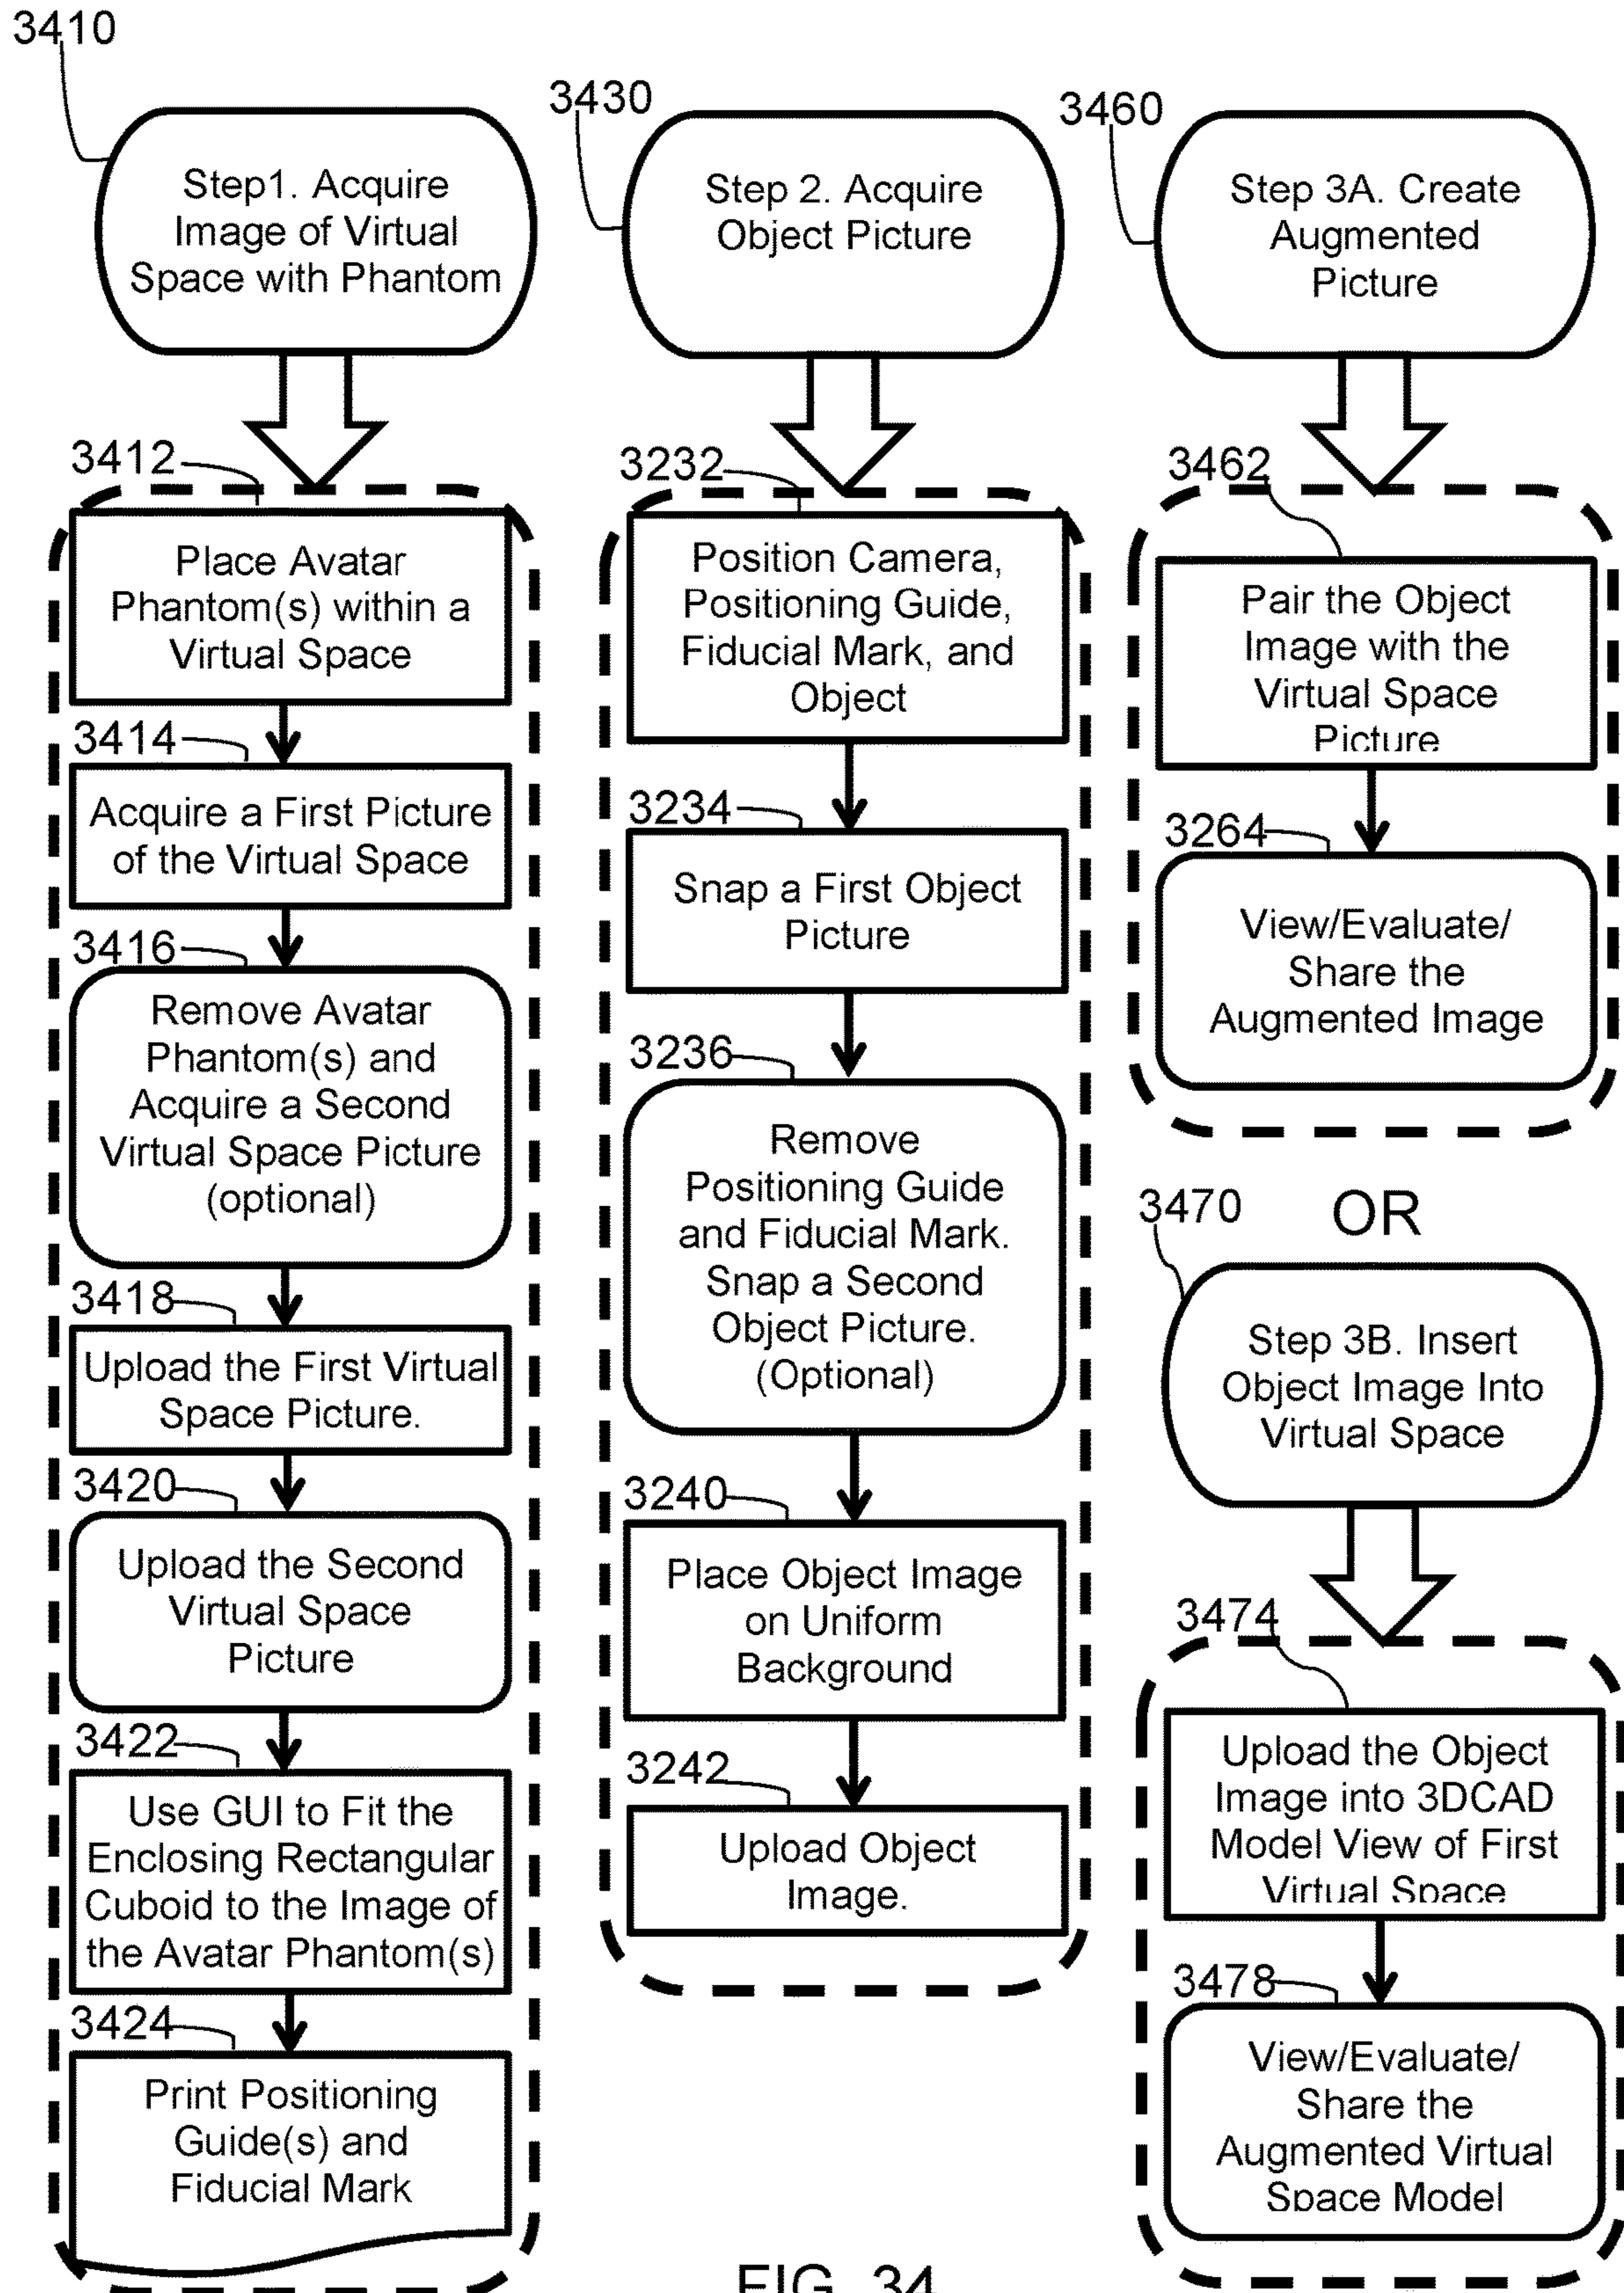 3410
Step1. Acquire
Image of Virtual
Space with Phantom
3412
Place Avatar
Phantom(s) within a
Virtual Space
3414
Acquire a First Picture
of the Virtual Space
3416
Remove Avatar
Phantom(s) and
Acquire a Second
Virtual Space Picture
(optional)
3418
Upload the First Virtual
Space Picture.
3420
Upload the Second
Virtual Space
Picture
3422
Use GUI to Fit the
Enclosing Rectangular
Cuboid to the Image of
the Avatar Phantom(s)
3424
Print Positioning
Guide(s) and
Fiducial Mark
3430
Step 2. Acquire
Object Picture
3232
Position Camera,
Positioning Guide,
Fiducial Mark, and
Object
3234
Snap a First Object
Picture
3236
Remove
Positioning Guide
and Fiducial Mark.
Snap a Second
Object Picture.
(Optional)
3240
Place Object Image
on Uniform
Background
3242
Upload Object
Image.
3460
Step 3A. Create
Augmented
Picture
3462
Pair the Object
Image with the
Virtual Space
Picture
3264
View/Evaluate/
Share the
Augmented Image
OR
3470
Step 3B. Insert
Object Image Into
Virtual Space
3474
Upload the Object
Image into 3DCAD
Model View of First
Virtual Space
3478
View/Evaluate/
Share the
Augmented Virtual
Space Model
FIG. 34